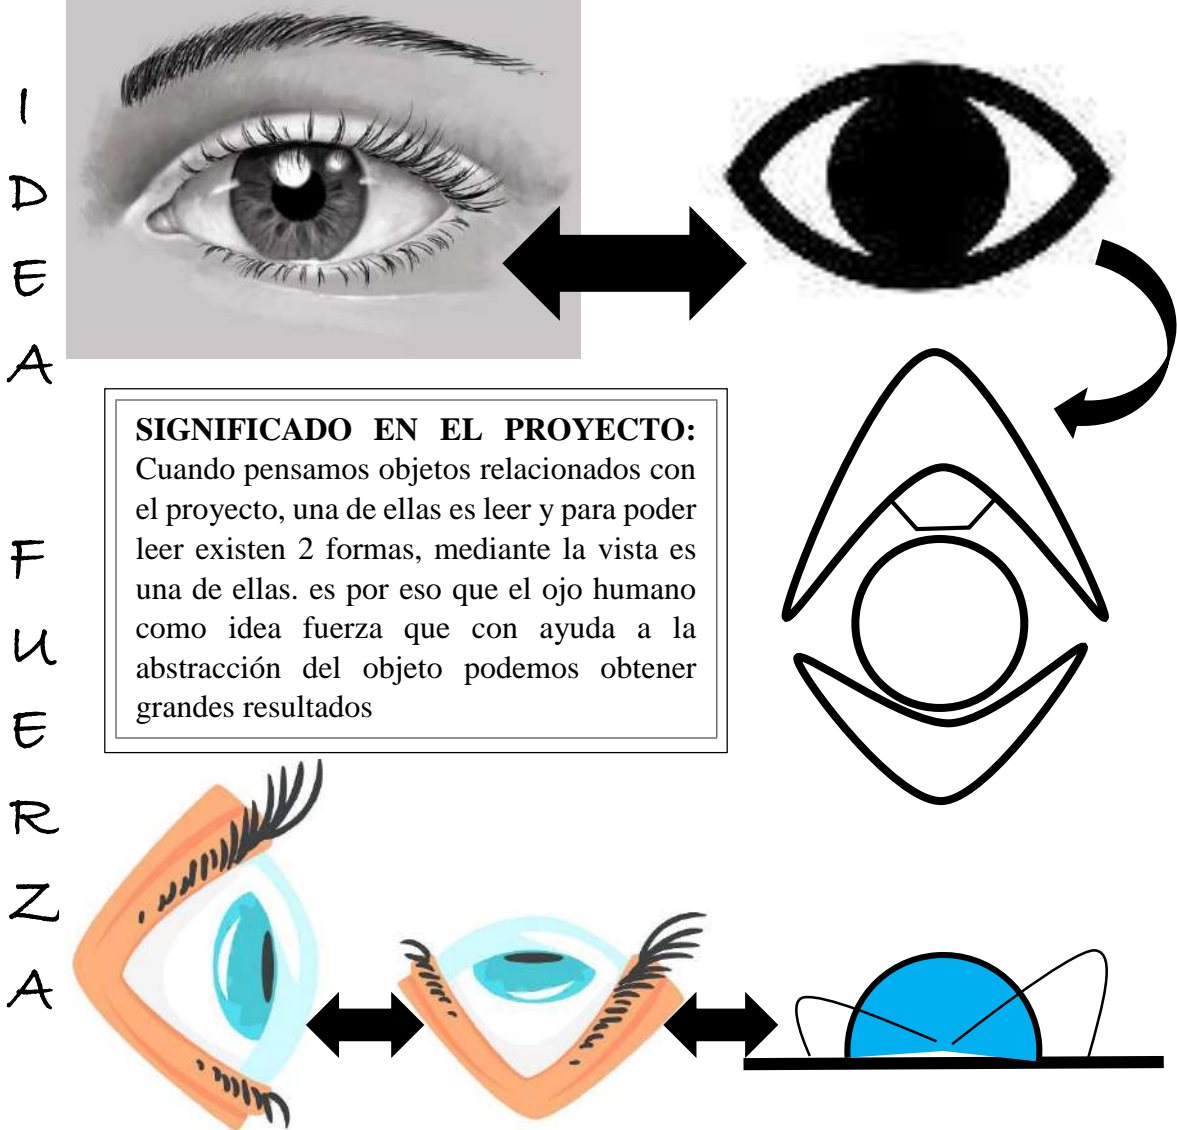 IDEA FUERZA
SIGNIFICADO EN EL PROYECTO:
Cuando pensamos objetos relacionados con
el proyecto, una de ellas es leer y para poder
leer existen 2 formas, mediante la vista es
una de ellas. es por eso que el ojo humano
como idea fuerza que con ayuda a la
abstracción del objeto podemos obtener
grandes resultados